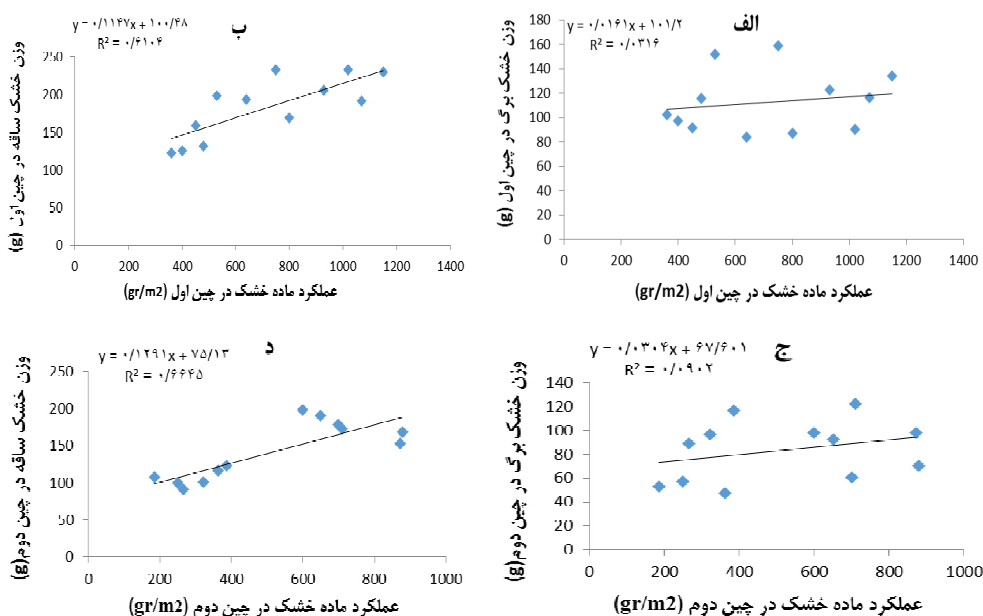 الف
y = ۰/۰۱۶۱x + ۱۰۱/۲
R² = ۰/۰۳۱۶
وزن خشک برگ در چین اول (g)
180
160
140
120
100
80
60
40
20
0
0 200 400 600 800 1000 1200 1400
عملکرد ماده خشک در چین اول (gr/m2)
ب
y = ۰/۱۱۴۷x + ۱۰۰/۴۸
R² = ۰/۶۱۰۴
وزن خشک ساقه در چین اول (g)
250
200
150
100
50
0
0 200 400 600 800 1000 1200 1400
عملکرد ماده خشک در چین اول (gr/m2)
ج
y = ۰/۰۳۰۴x + ۶۷/۶۰۱
R² = ۰/۰۹۰۲
وزن خشک برگ در چین دوم(g)
140
120
100
80
60
40
20
0
0 200 400 600 800 1000
عملکرد ماده خشک در چین دوم (gr/m2)
د
y = ۰/۱۲۹۱x + ۷۵/۱۳
R² = ۰/۶۶۴۵
وزن خشک ساقه در چین دوم(g)
250
200
150
100
50
0
0 200 400 600 800 1000
عملکرد ماده خشک در چین دوم (gr/m2)